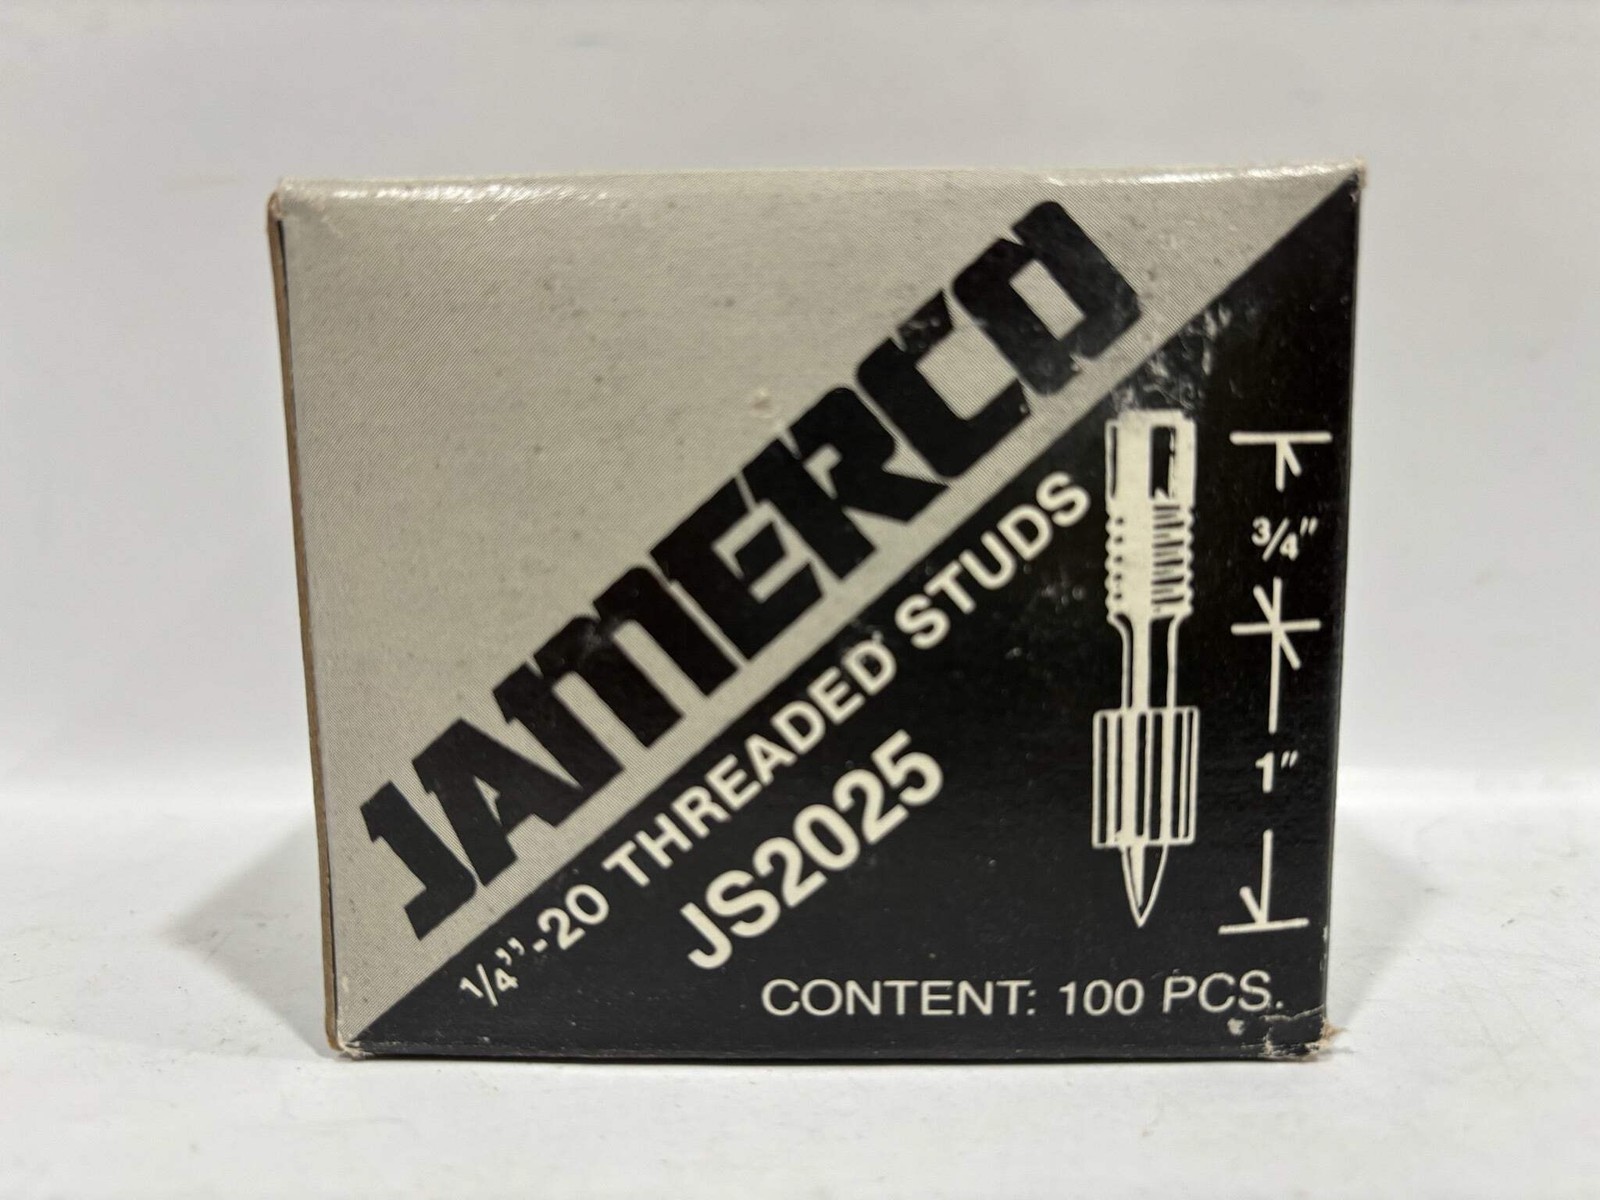 JAMERCO
1/4"-20 THREADED STUDS
JS2025
3/4"
1"
CONTENT: 100 PCS.